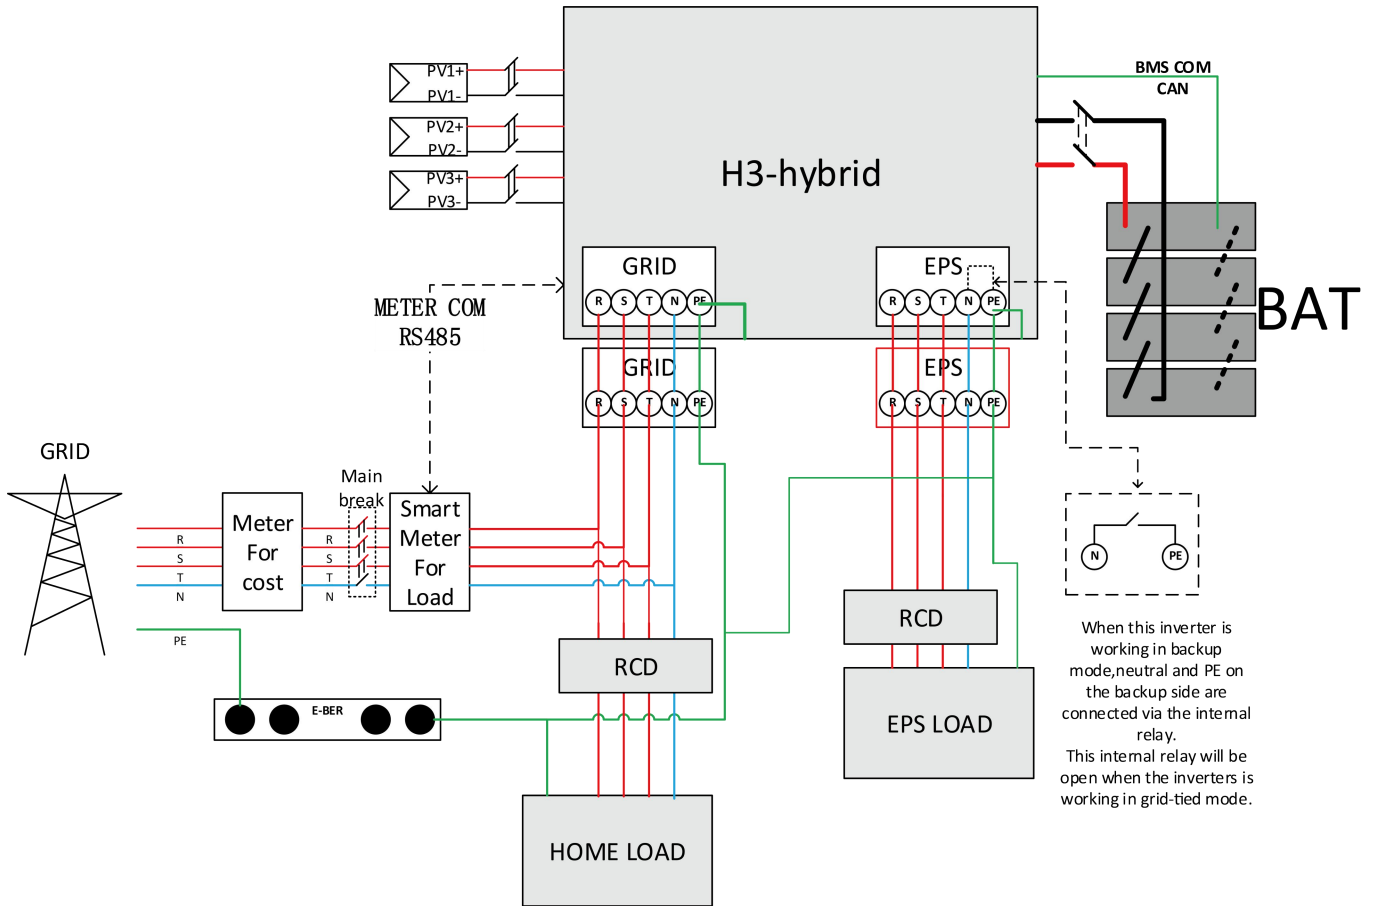 PV1+
PV1-
PV2+
PV2-
PV3+
PV3-
H3-hybrid
BMS COM
CAN
BAT
GRID
R S T N PE
EPS
R S T N PE
METER COM
RS485
GRID
R S T N PE
EPS
R S T N PE
GRID
Main
break
Meter
For
cost
Smart
Meter
For
Load
R
S
T
N
R
S
T
N
PE
E-BER
RCD
HOME LOAD
RCD
EPS LOAD
N
PE
When this inverter is
working in backup
mode,neutral and PE on
the backup side are
connected via the internal
relay.
This internal relay will be
open when the inverters is
working in grid-tied mode.